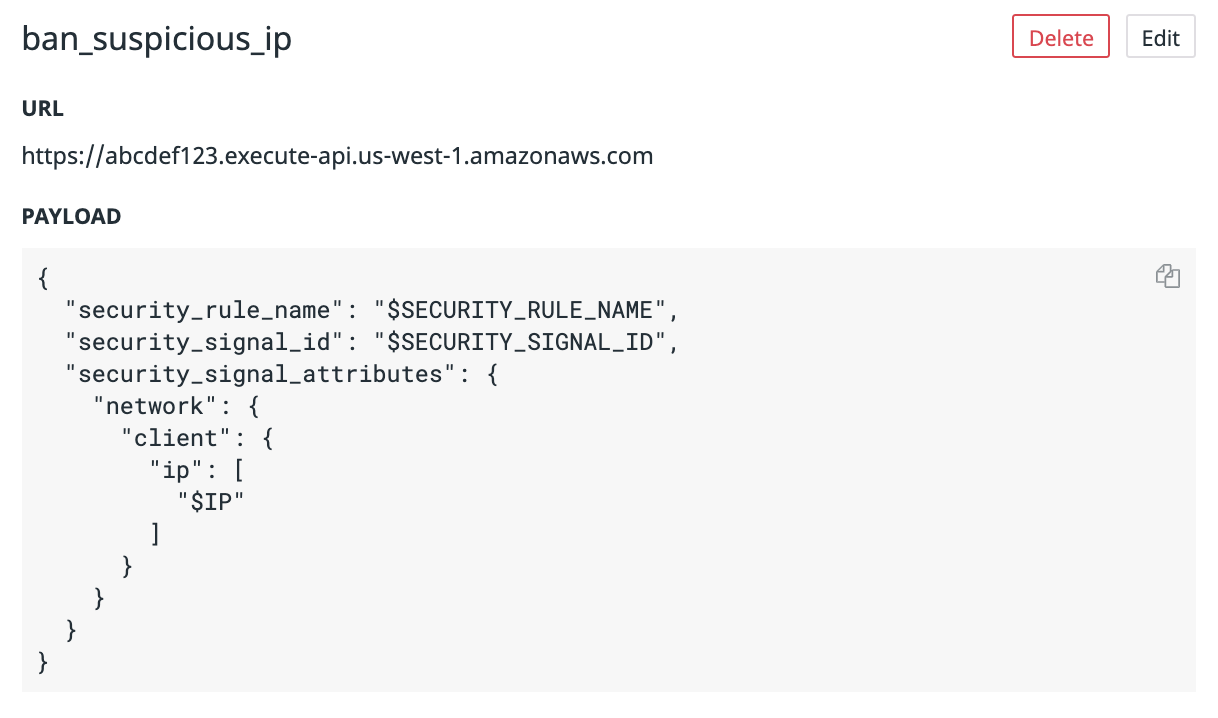 ban_suspicious_ip
Delete
Edit
URL
https://abcdef123.execute-api.us-west-1.amazonaws.com
PAYLOAD
{
  "security_rule_name": "$SECURITY_RULE_NAME",
  "security_signal_id": "$SECURITY_SIGNAL_ID",
  "security_signal_attributes": {
    "network": {
      "client": {
        "ip": [
          "$IP"
        ]
      }
    }
  }
}